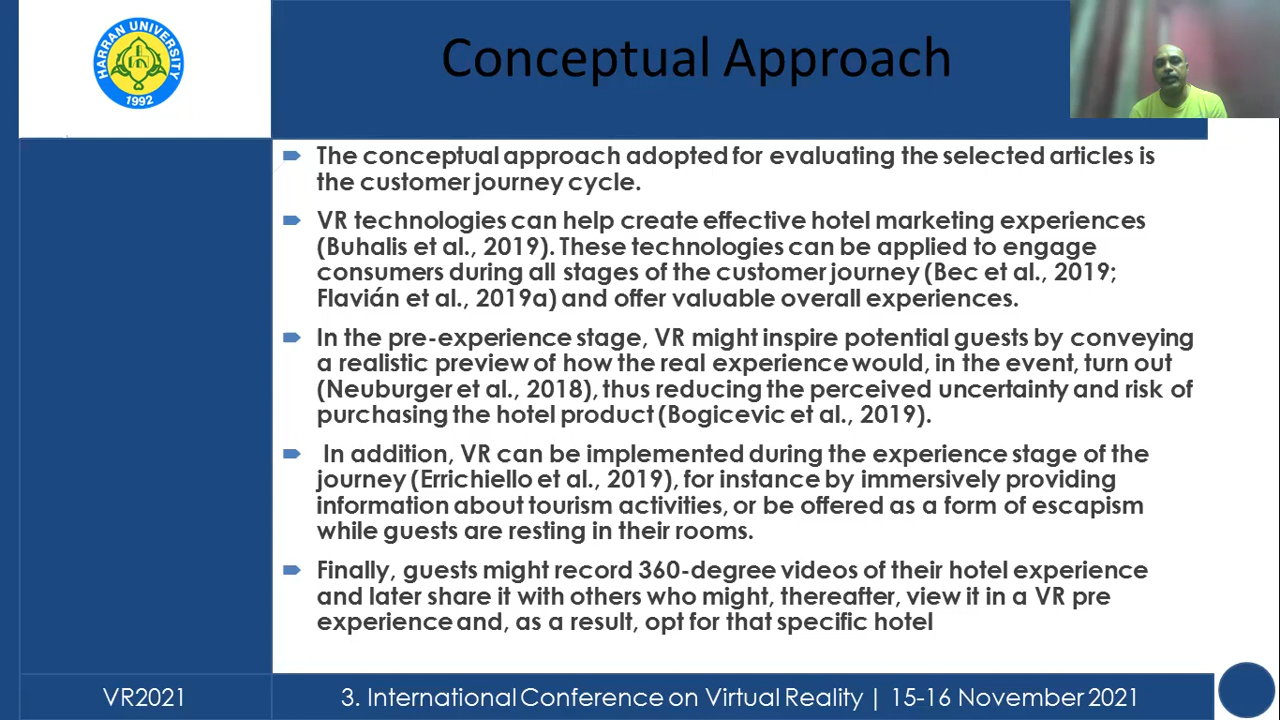 HARRAN UNIVERSITY
1992
Conceptual Approach
The conceptual approach adopted for evaluating the selected articles is
the customer journey cycle.
VR technologies can help create effective hotel marketing experiences
(Buhalis et al., 2019). These technologies can be applied to engage
consumers during all stages of the customer journey (Bec et al., 2019;
Flavián et al., 2019a) and offer valuable overall experiences.
In the pre-experience stage, VR might inspire potential guests by conveying
a realistic preview of how the real experience would, in the event, turn out
(Neuburger et al., 2018), thus reducing the perceived uncertainty and risk of
purchasing the hotel product (Bogicevic et al., 2019).
In addition, VR can be implemented during the experience stage of the
journey (Errichiello et al., 2019), for instance by immersively providing
information about tourism activities, or be offered as a form of escapism
while guests are resting in their rooms.
Finally, guests might record 360-degree videos of their hotel experience
and later share it with others who might, thereafter, view it in a VR pre
experience and, as a result, opt for that specific hotel
VR2021
3. International Conference on Virtual Reality | 15-16 November 2021